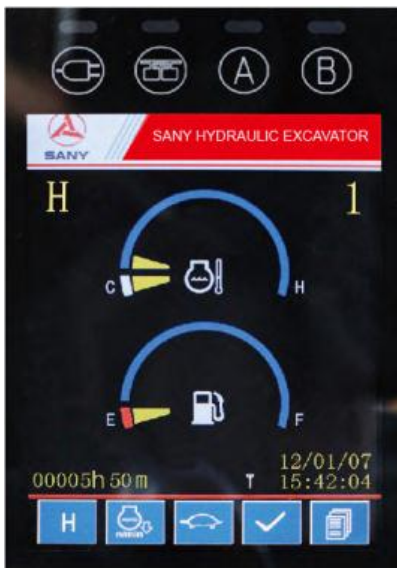 A B
SANY
SANY HYDRAULIC EXCAVATOR
H 1
C H
E F
12/01/07
00005h 50m 15:42:04
H